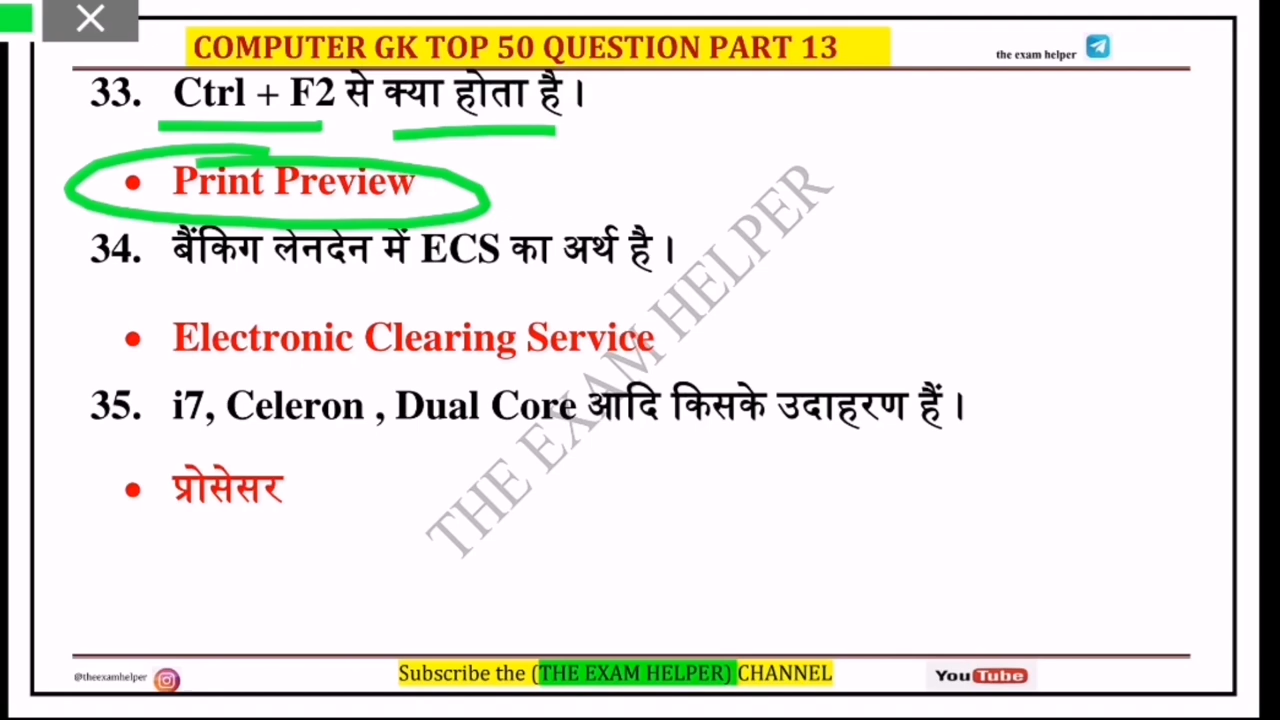 COMPUTER GK TOP 50 QUESTION PART 13
the exam helper
33. Ctrl + F2 से क्या होता है।
• Print Preview
34. बैंकिग लेनदेन में ECS का अर्थ है।
• Electronic Clearing Service
35. i7, Celeron , Dual Core आदि किसके उदाहरण हैं।
• प्रोसेसर
THE EXAM HELPER
@theexamhelper
Subscribe the (THE EXAM HELPER) CHANNEL
YouTube